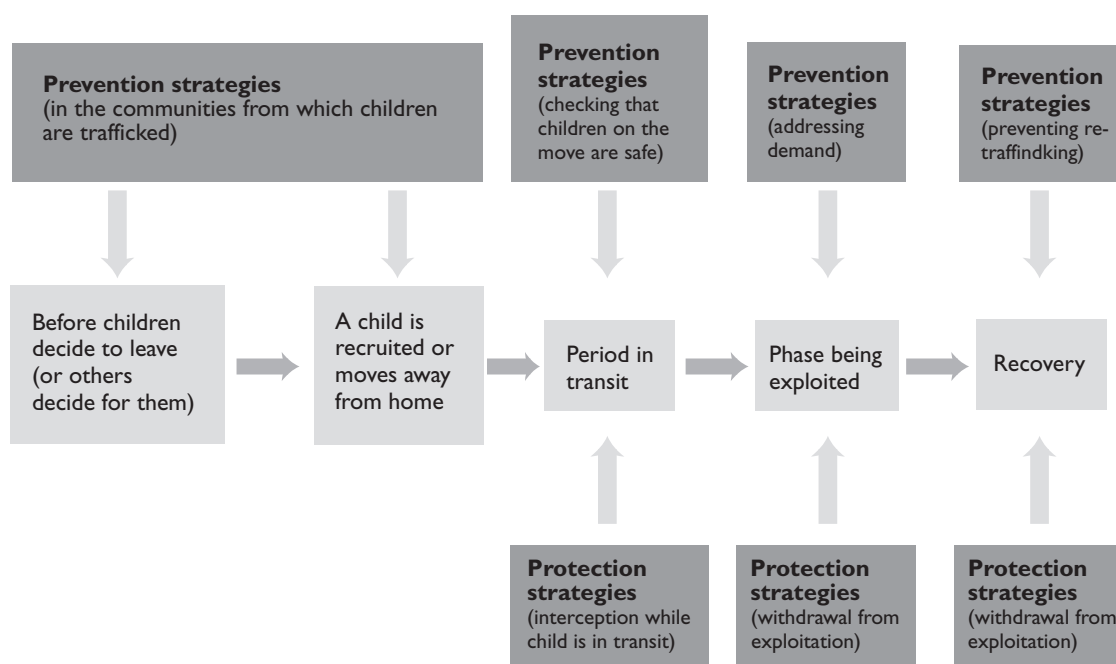 Prevention strategies
(in the communities from which children
are trafficked)
Prevention
strategies
(checking that
children on the
move are safe)
Prevention
strategies
(addressing
demand)
Prevention
strategies
(preventing re-
traffindking)
Before children
decide to leave
(or others
decide for them)
A child is
recruited or
moves away
from home
Period in
transit
Phase being
exploited
Recovery
Protection
strategies
(interception while
child is in transit)
Protection
strategies
(withdrawal from
exploitation)
Protection
strategies
(withdrawal from
exploitation)